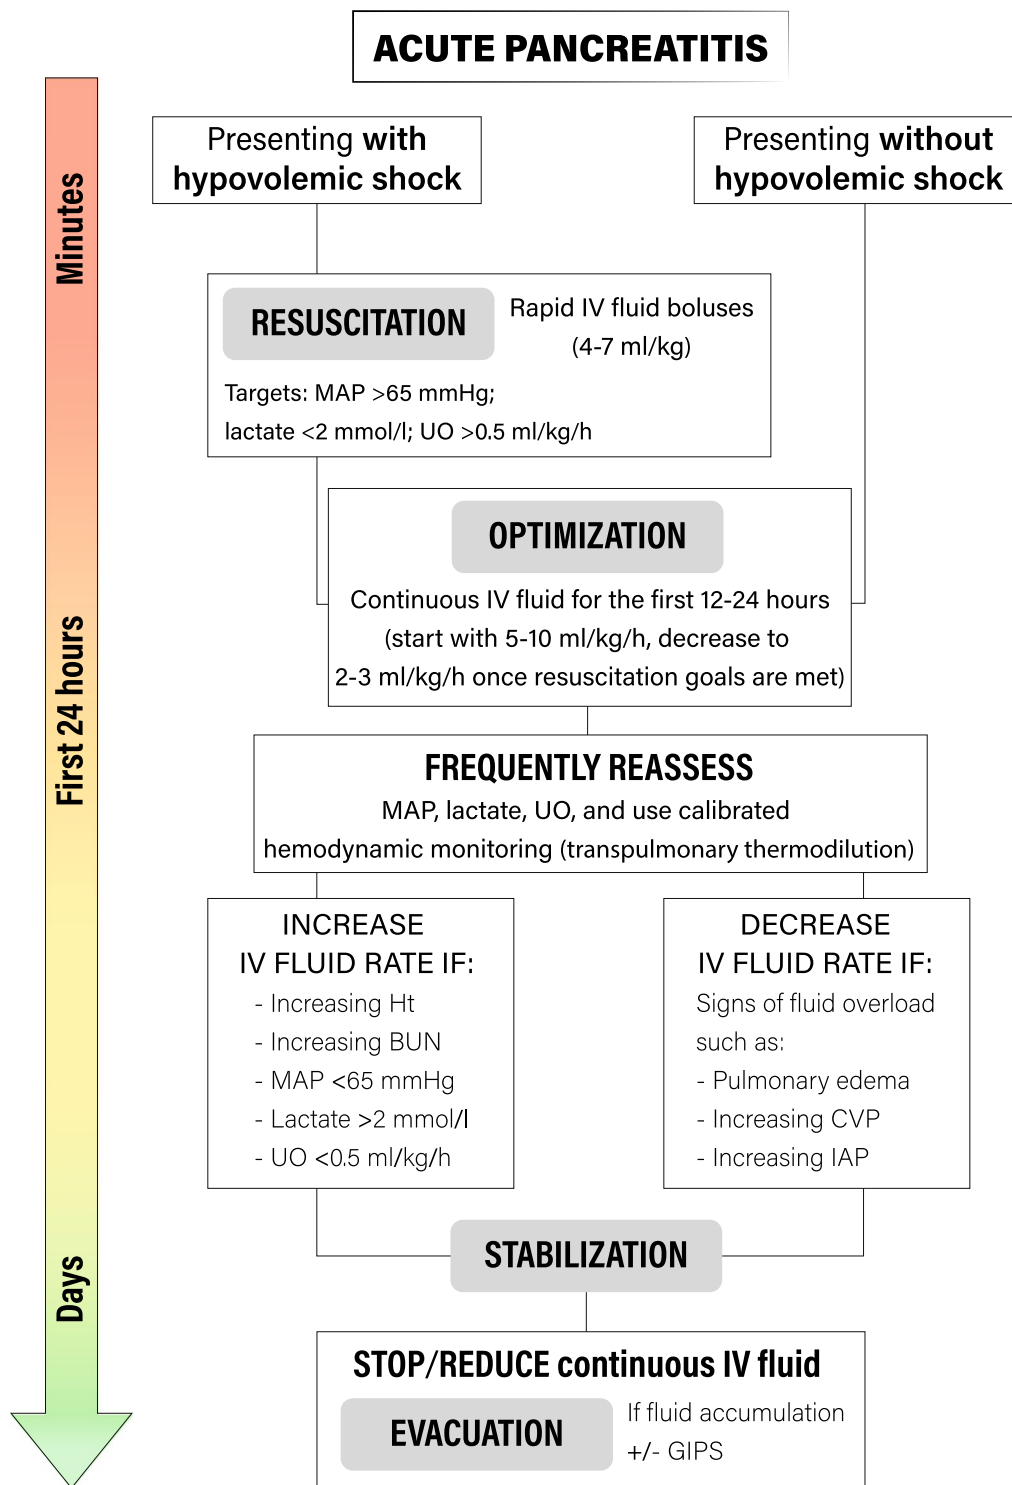 ACUTE PANCREATITIS
Minutes
First 24 hours
Days
Presenting with
hypovolemic shock
Presenting without
hypovolemic shock
RESUSCITATION
Rapid IV fluid boluses
(4-7 ml/kg)
Targets: MAP >65 mmHg;
lactate <2 mmol/l; UO >0.5 ml/kg/h
OPTIMIZATION
Continuous IV fluid for the first 12-24 hours
(start with 5-10 ml/kg/h, decrease to
2-3 ml/kg/h once resuscitation goals are met)
FREQUENTLY REASSESS
MAP, lactate, UO, and use calibrated
hemodynamic monitoring (transpulmonary thermodilution)
INCREASE
IV FLUID RATE IF:
- Increasing Ht
- Increasing BUN
- MAP <65 mmHg
- Lactate >2 mmol/l
- UO <0.5 ml/kg/h
DECREASE
IV FLUID RATE IF:
Signs of fluid overload
such as:
- Pulmonary edema
- Increasing CVP
- Increasing IAP
STABILIZATION
STOP/REDUCE continuous IV fluid
EVACUATION
If fluid accumulation
+/- GIPS